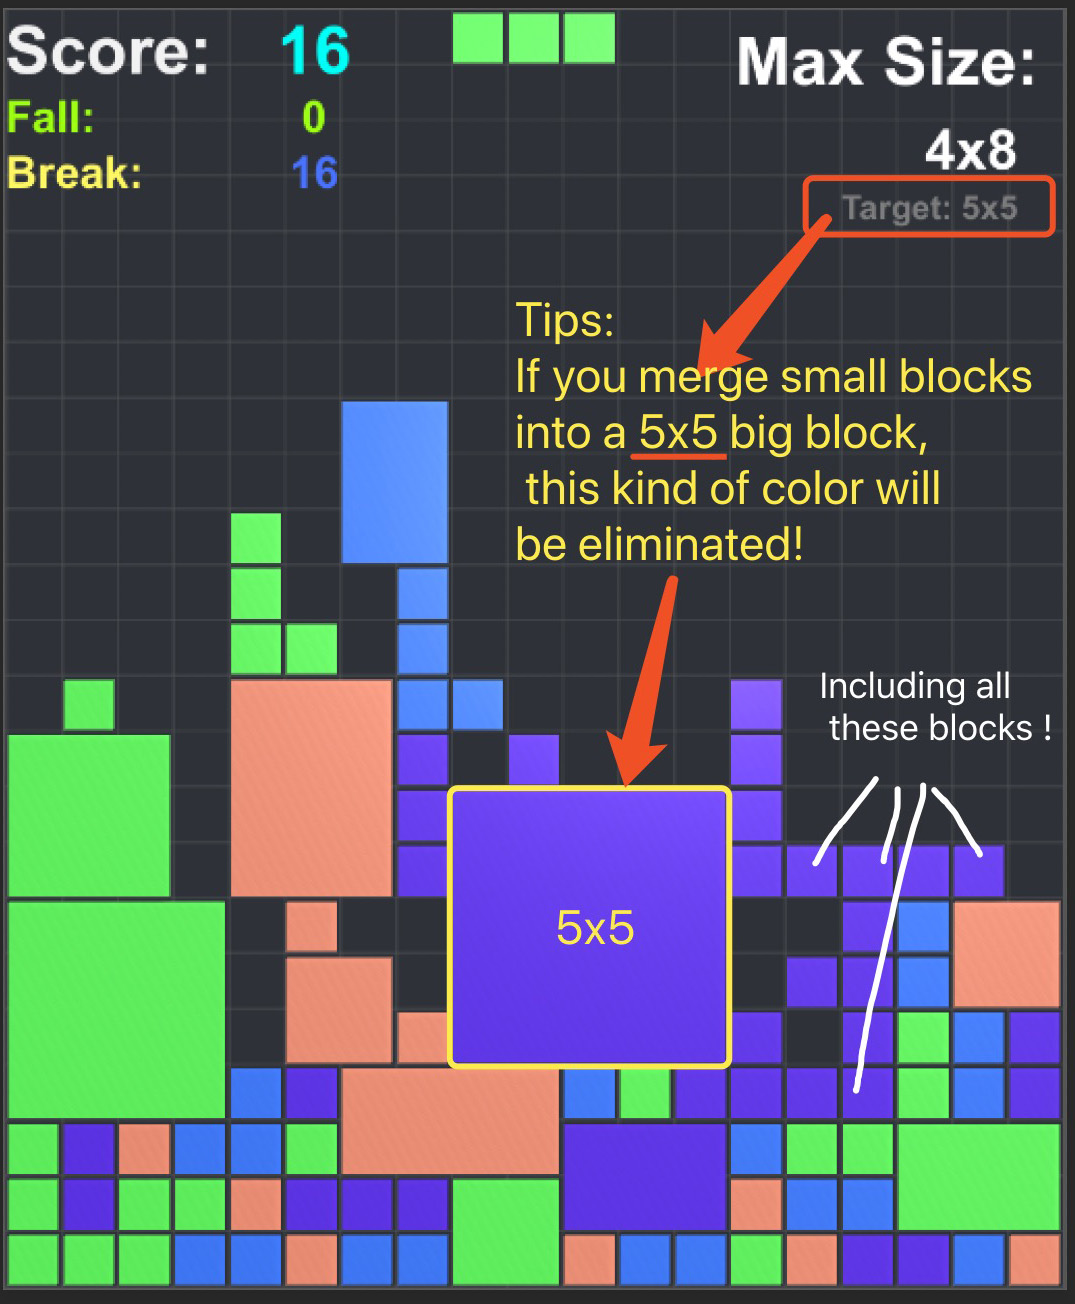 Score: 16
Max Size:
Fall: 0
4x8
Break: 16
Target: 5x5
Tips:
If you merge small blocks
into a 5x5 big block,
this kind of color will
be eliminated!
Including all
these blocks !
5x5